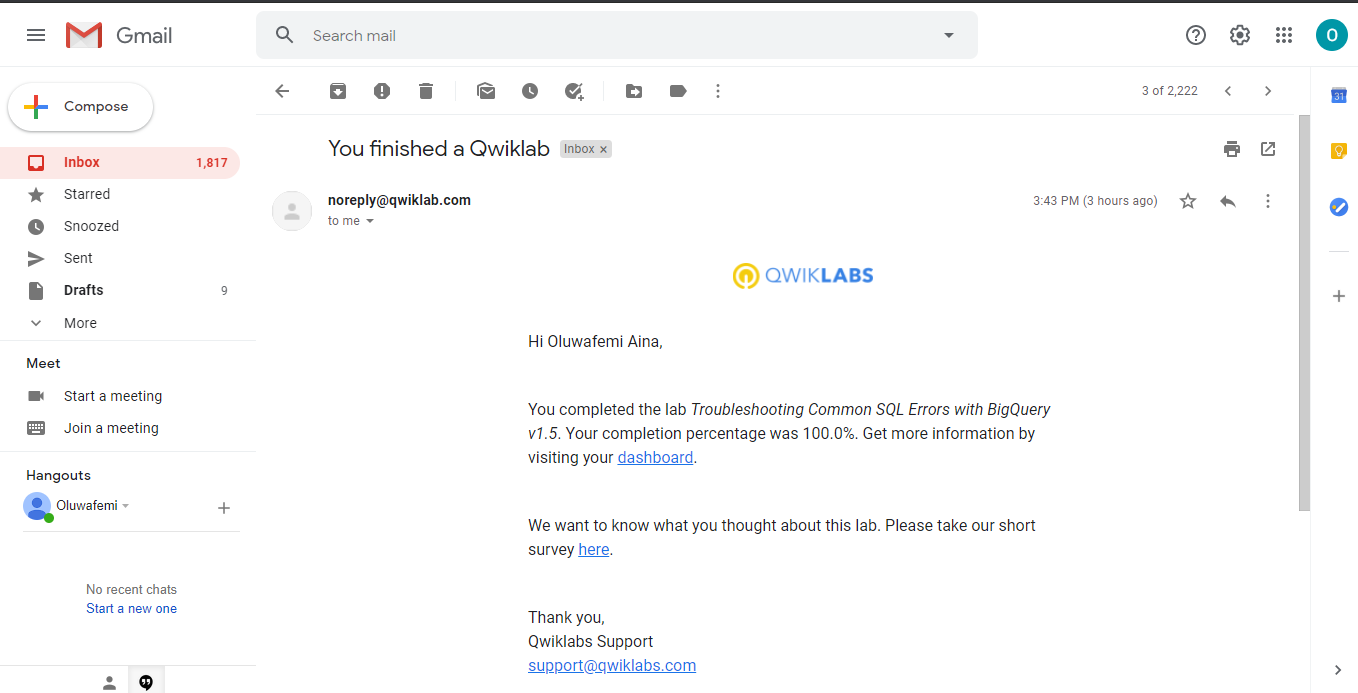 Gmail
Search mail
O
Compose
3 of 2,222
31
You finished a Qwiklab Inbox x
Inbox 1,817
Starred
noreply@qwiklab.com 3:43 PM (3 hours ago)
to me
Snoozed
Sent
Drafts 9
More
QWIKLABS
Hi Oluwafemi Aina,
Meet
Start a meeting
Join a meeting
You completed the lab Troubleshooting Common SQL Errors with BigQuery
v1.5. Your completion percentage was 100.0%. Get more information by
visiting your dashboard.
Hangouts
Oluwafemi
We want to know what you thought about this lab. Please take our short
survey here.
No recent chats
Start a new one
Thank you,
Qwiklabs Support
support@qwiklabs.com